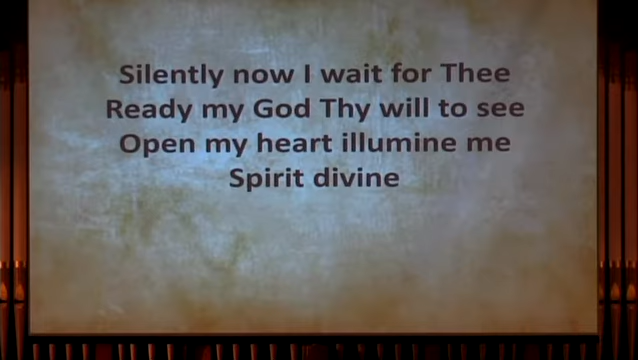 Silently now I wait for Thee
Ready my God Thy will to see
Open my heart illumine me
Spirit divine